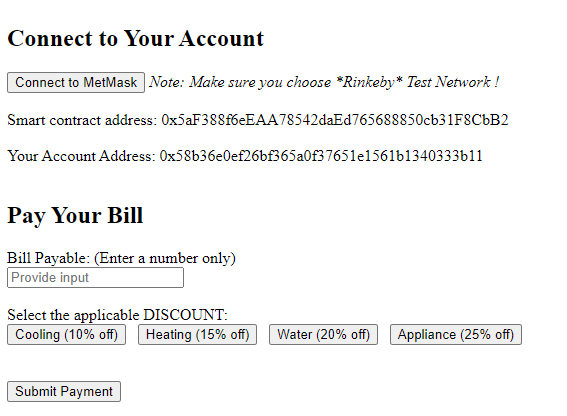 Connect to Your Account
Connect to MetMask Note: Make sure you choose *Rinkeby* Test Network !
Smart contract address: 0x5aF388f6eEAA78542daEd765688850cb31F8CbB2
Your Account Address: 0x58b36e0ef26bf365a0f37651e1561b1340333b11
Pay Your Bill
Bill Payable: (Enter a number only)
Provide input
Select the applicable DISCOUNT:
Cooling (10% off) Heating (15% off) Water (20% off) Appliance (25% off)
Submit Payment